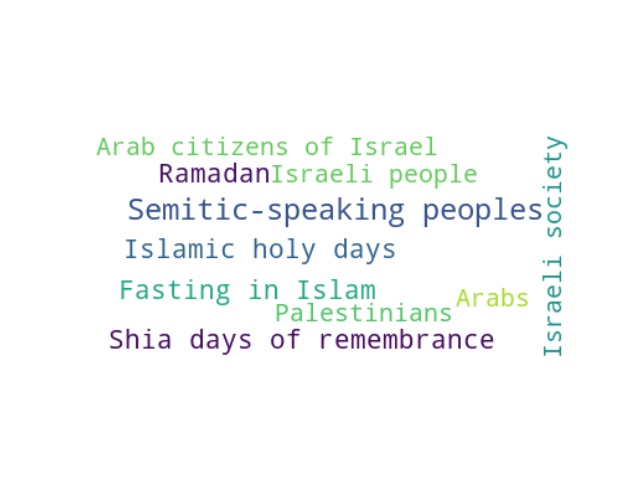 Arab citizens of Israel
Ramadan
Israeli people
Semitic-speaking peoples
Islamic holy days
Fasting in Islam
Arabs
Palestinians
Shia days of remembrance
Israeli society